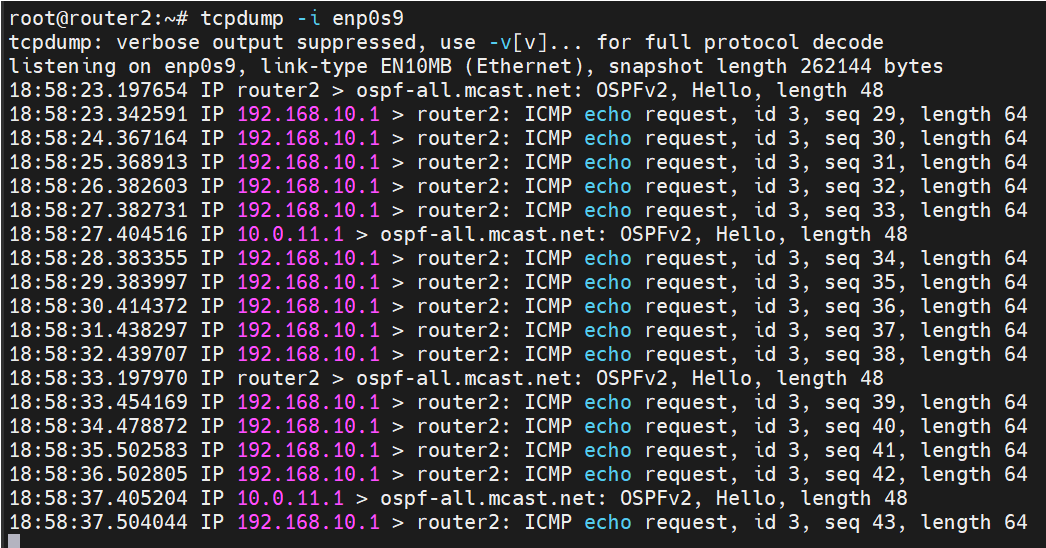 root@router2:~# tcpdump -i enp0s9
tcpdump: verbose output suppressed, use -v[v]... for full protocol decode
listening on enp0s9, link-type EN10MB (Ethernet), snapshot length 262144 bytes
18:58:23.197654 IP router2 > ospf-all.mcast.net: OSPFv2, Hello, length 48
18:58:23.342591 IP 192.168.10.1 > router2: ICMP echo request, id 3, seq 29, length 64
18:58:24.367164 IP 192.168.10.1 > router2: ICMP echo request, id 3, seq 30, length 64
18:58:25.368913 IP 192.168.10.1 > router2: ICMP echo request, id 3, seq 31, length 64
18:58:26.382603 IP 192.168.10.1 > router2: ICMP echo request, id 3, seq 32, length 64
18:58:27.382731 IP 192.168.10.1 > router2: ICMP echo request, id 3, seq 33, length 64
18:58:27.404516 IP 10.0.11.1 > ospf-all.mcast.net: OSPFv2, Hello, length 48
18:58:28.383355 IP 192.168.10.1 > router2: ICMP echo request, id 3, seq 34, length 64
18:58:29.383997 IP 192.168.10.1 > router2: ICMP echo request, id 3, seq 35, length 64
18:58:30.414372 IP 192.168.10.1 > router2: ICMP echo request, id 3, seq 36, length 64
18:58:31.438297 IP 192.168.10.1 > router2: ICMP echo request, id 3, seq 37, length 64
18:58:32.439707 IP 192.168.10.1 > router2: ICMP echo request, id 3, seq 38, length 64
18:58:33.197970 IP router2 > ospf-all.mcast.net: OSPFv2, Hello, length 48
18:58:33.454169 IP 192.168.10.1 > router2: ICMP echo request, id 3, seq 39, length 64
18:58:34.478872 IP 192.168.10.1 > router2: ICMP echo request, id 3, seq 40, length 64
18:58:35.502583 IP 192.168.10.1 > router2: ICMP echo request, id 3, seq 41, length 64
18:58:36.502805 IP 192.168.10.1 > router2: ICMP echo request, id 3, seq 42, length 64
18:58:37.405204 IP 10.0.11.1 > ospf-all.mcast.net: OSPFv2, Hello, length 48
18:58:37.504044 IP 192.168.10.1 > router2: ICMP echo request, id 3, seq 43, length 64